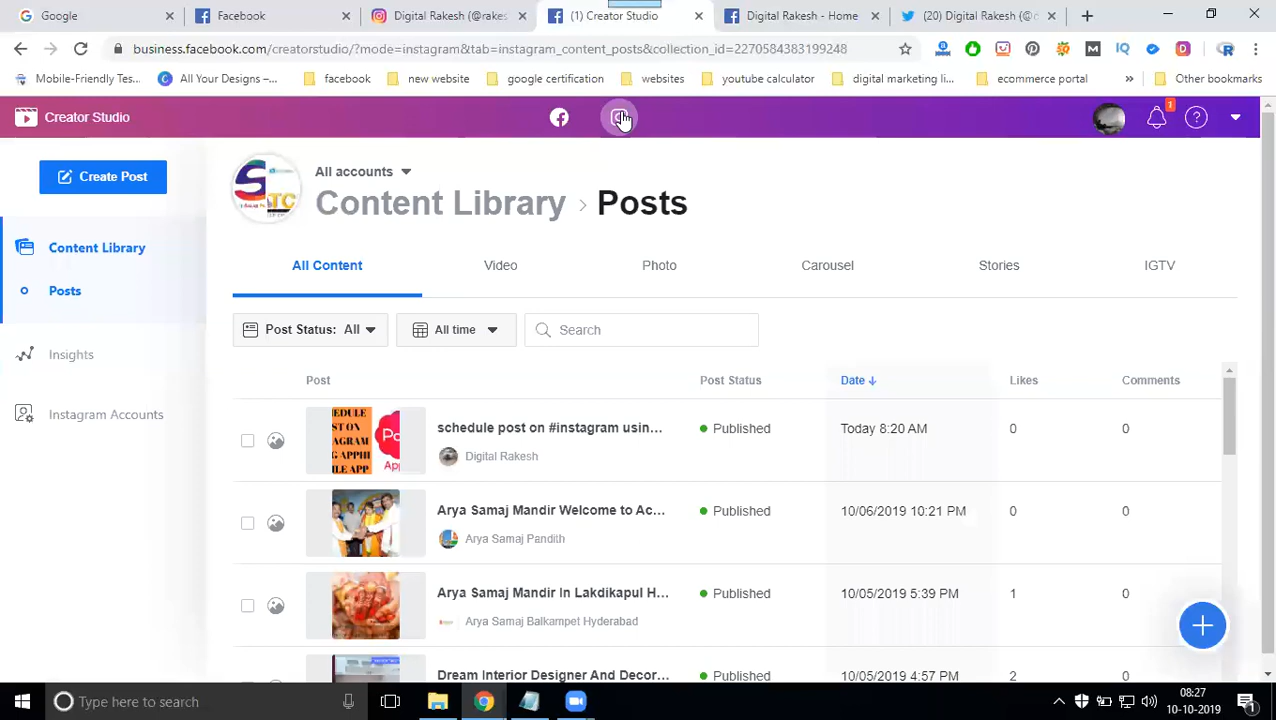 Google
Facebook
Digital Rakesh (@rakes
(1) Creator Studio
Digital Rakesh - Home
(20) Digital Rakesh (@d
business.facebook.com/creatorstudio/?mode=instagram&tab=instagram_content_posts&collection_id=2270584383199248
Mobile-Friendly Tes...
All Your Designs –...
facebook
new website
google certification
websites
youtube calculator
digital marketing li...
ecommerce portal
»
Other bookmarks
Creator Studio
1
Create Post
All accounts
Content Library › Posts
Content Library
Posts
Insights
Instagram Accounts
All Content
Video
Photo
Carousel
Stories
IGTV
Post Status: All
All time
Search
Post
Post Status
Date
Likes
Comments
schedule post on #instagram usin...
Digital Rakesh
Published
Today 8:20 AM
0
0
Arya Samaj Mandir Welcome to Ac...
Arya Samaj Pandith
Published
10/06/2019 10:21 PM
0
0
Arya Samaj Mandir In Lakdikapul H...
Arya Samaj Balkampet Hyderabad
Published
10/05/2019 5:39 PM
1
0
Dream Interior Designer And Decor...
Published
10/05/2019 4:57 PM
2
0
Type here to search
08:27
10-10-2019
1